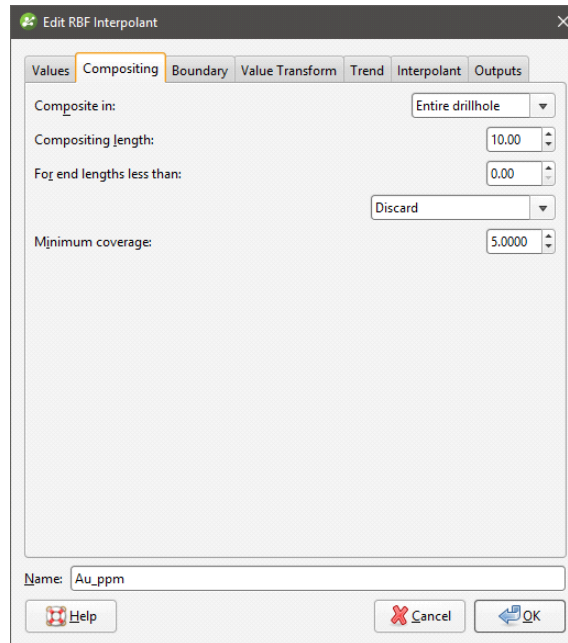 Edit RBF Interpolant
Values Compositing Boundary Value Transform Trend Interpolant Outputs
Composite in: Entire drillhole
Compositing length: 10.00
For end lengths less than: 0.00
Discard
Minimum coverage: 5.0000
Name: Au_ppm
Help Cancel OK